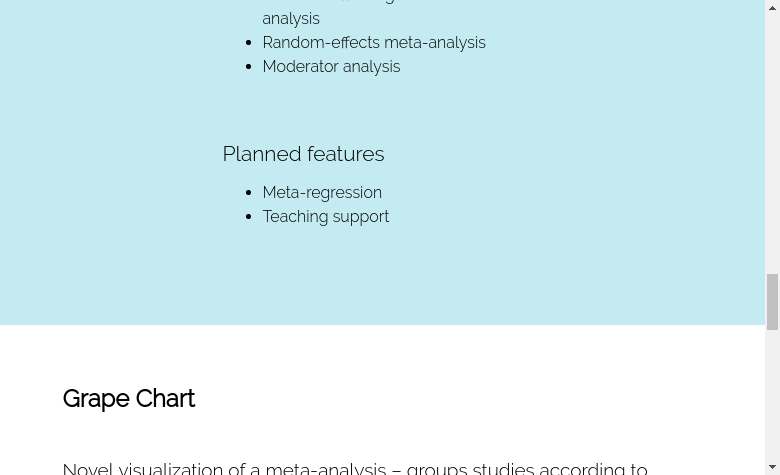 analysis
• Random-effects meta-analysis
• Moderator analysis
Planned features
• Meta-regression
• Teaching support
Grape Chart
Novel visualization of a meta-analysis – groups studies according to